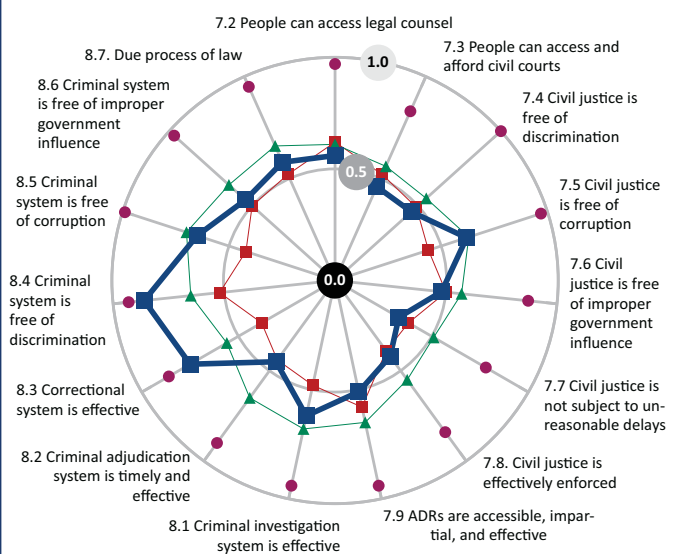 7.2 People can access legal counsel
1.0
7.3 People can access and
afford civil courts
7.4 Civil justice is
free of
discrimination
7.5 Civil justice
is free of
corruption
7.6 Civil
justice is free
of improper
government
influence
7.7 Civil justice is
not subject to un-
reasonable delays
7.8. Civil justice is
effectively enforced
7.9 ADRs are accessible, impar-
tial, and effective
8.1 Criminal investigation
system is effective
8.2 Criminal adjudication
system is timely and
effective
8.3 Correctional
system is effective
8.4 Criminal
system is
free of
discrimination
8.5 Criminal
system is free
of corruption
8.6 Criminal system
is free of improper
government
influence
8.7. Due process of law
0.5
0.0